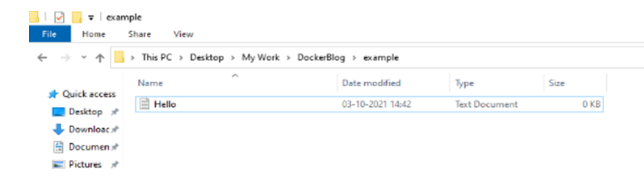 example
File Home Share View
This PC > Desktop > My Work > DockerBlog > example
Name Date modified Type Size
Quick access
Hello 03-10-2021 14:42 Text Document 0 KB
Desktop
Downloac
Documen
Pictures